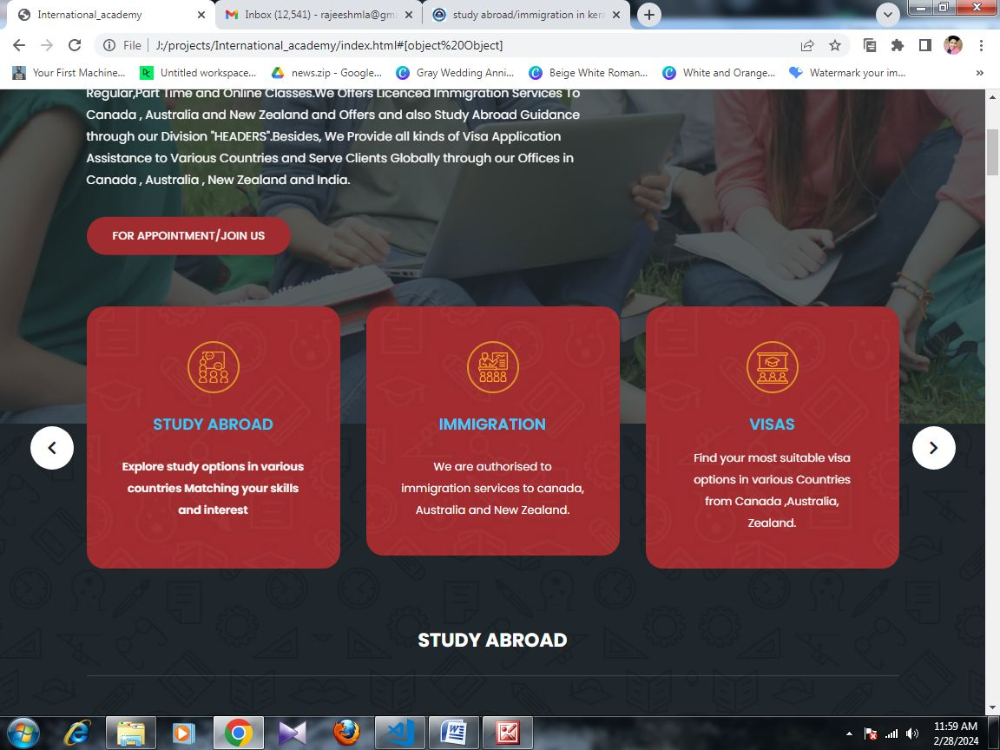 International_academy
Inbox (12,541) - rajeeshmla@gma
study abroad/immigration in kera
File
J:/projects/International_academy/index.html#[object%20Object]
Your First Machine...
Untitled workspace...
news.zip - Google...
Gray Wedding Anni...
Beige White Roman...
White and Orange...
Watermark your im...
»
Regular,Part Time and Online Classes.We Offers Licenced Immigration Services To
Canada , Australia and New Zealand and Offers and also Study Abroad Guidance
through our Division "HEADERS".Besides, We Provide all kinds of Visa Application
Assistance to Various Countries and Serve Clients Globally through our Offices in
Canada , Australia , New Zealand and India.
FOR APPOINTMENT/JOIN US
STUDY ABROAD
Explore study options in various
countries Matching your skills
and interest
IMMIGRATION
We are authorised to
immigration services to canada,
Australia and New Zealand.
VISAS
Find your most suitable visa
options in various Countries
from Canada ,Australia,
Zealand.
STUDY ABROAD
11:59 AM
2/28/2024